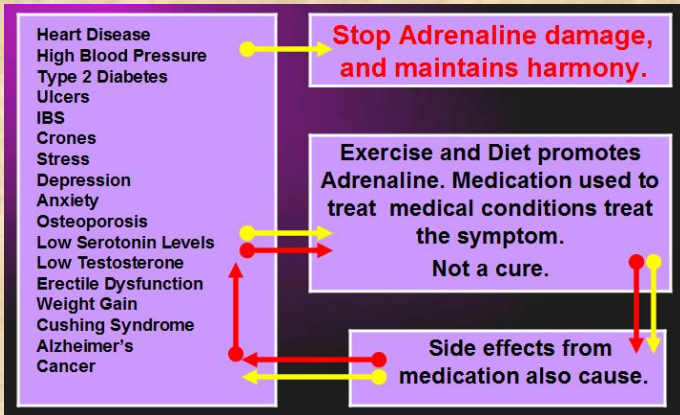 Heart Disease
High Blood Pressure
Type 2 Diabetes
Ulcers
IBS
Crones
Stress
Depression
Anxiety
Osteoporosis
Low Serotonin Levels
Low Testosterone
Erectile Dysfunction
Weight Gain
Cushing Syndrome
Alzheimer's
Cancer
Stop Adrenaline damage,
and maintains harmony.
Exercise and Diet promotes
Adrenaline. Medication used to
treat medical conditions treat
the symptom.
Not a cure.
Side effects from
medication also cause.